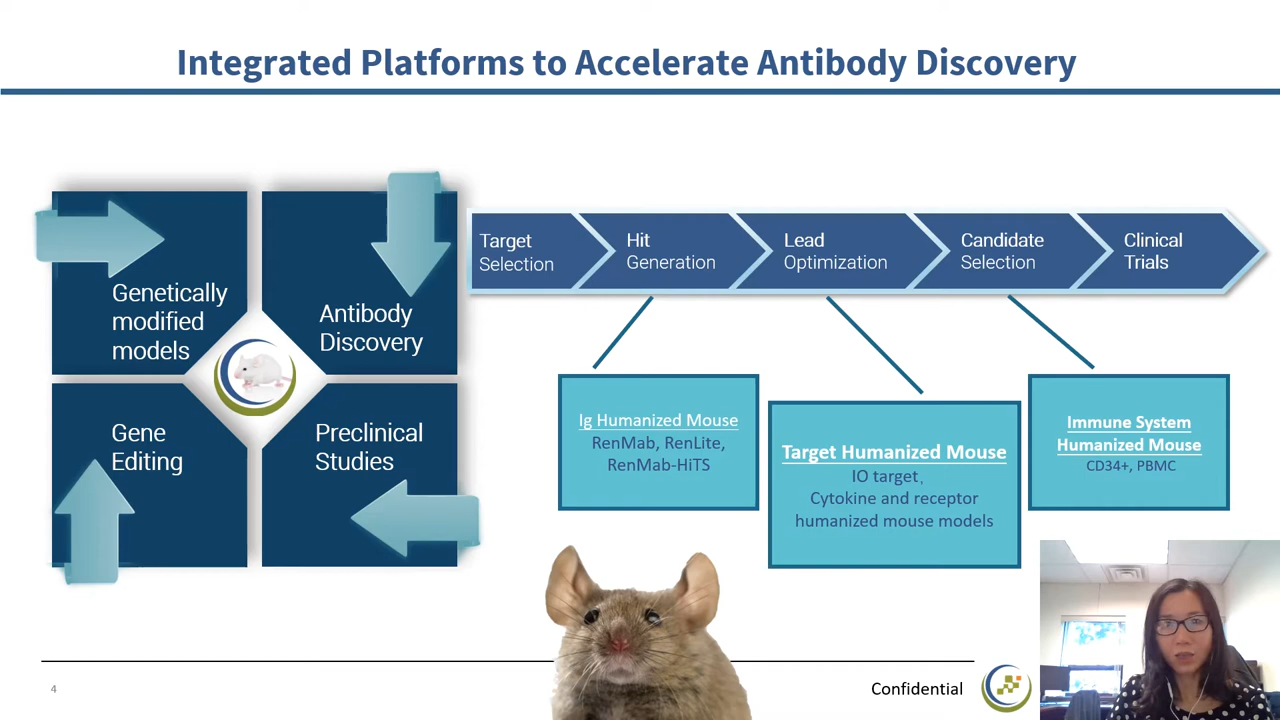 Integrated Platforms to Accelerate Antibody Discovery
Genetically
modified
models
Antibody
Discovery
Gene
Editing
Preclinical
Studies
Target
Selection
Hit
Generation
Lead
Optimization
Candidate
Selection
Clinical
Trials
Ig Humanized Mouse
RenMab, RenLite,
RenMab-HiTS
Target Humanized Mouse
IO target,
Cytokine and receptor
humanized mouse models
Immune System
Humanized Mouse
CD34+, PBMC
4
Confidential